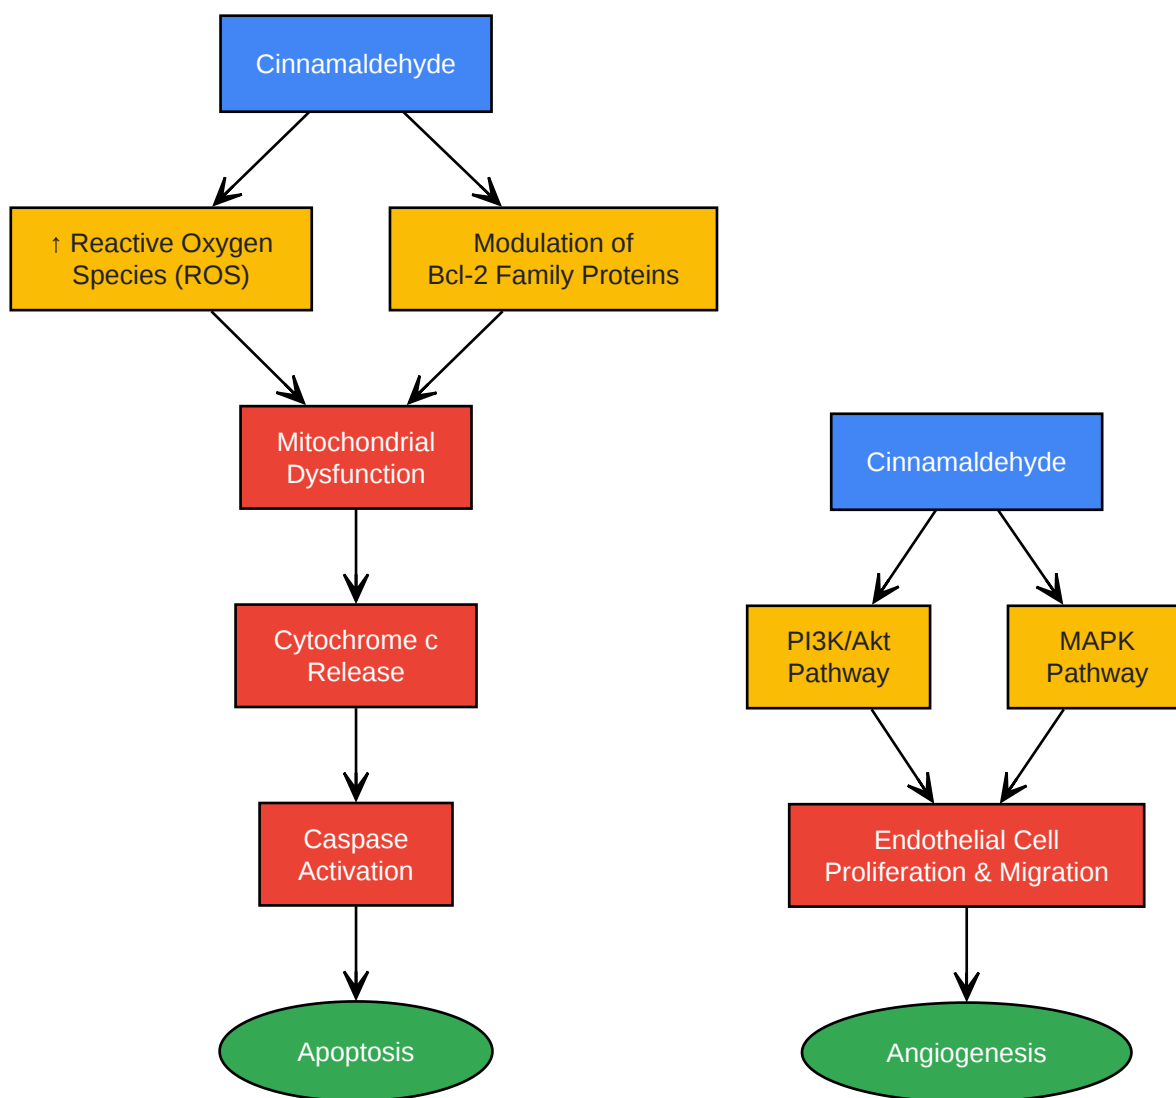 Cinnamaldehyde
↑ Reactive Oxygen
Species (ROS)
Modulation of
Bcl-2 Family Proteins
Mitochondrial
Dysfunction
Cytochrome c
Release
Caspase
Activation
Apoptosis
Cinnamaldehyde
PI3K/Akt
Pathway
MAPK
Pathway
Endothelial Cell
Proliferation & Migration
Angiogenesis